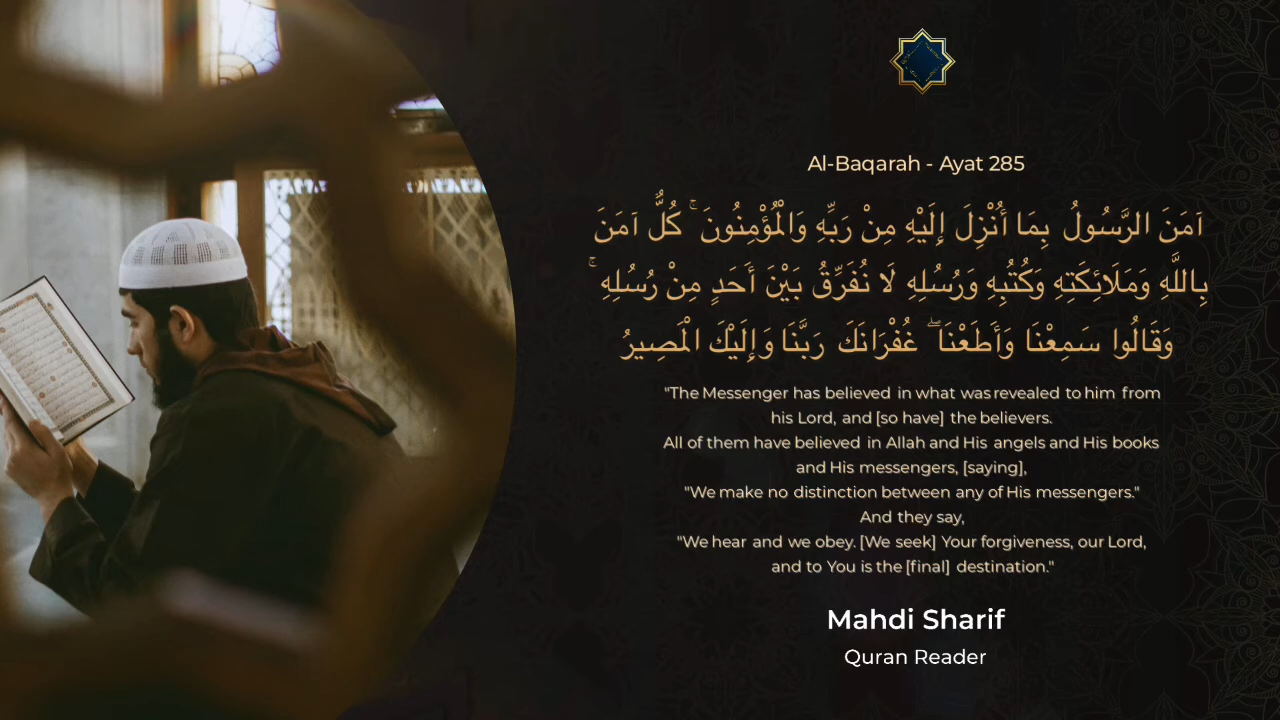 Al-Baqarah - Ayat 285
اٰمَنَ الرَّسُولُ بِمَا أُنْزِلَ إِلَيْهِ مِنْ رَبِّهِ وَالْمُؤْمِنُونَ ۚ كُلٌّ اٰمَنَ
بِاللَّهِ وَمَلَائِكَتِهِ وَكُتُبِهِ وَرُسُلِهِ لَا نُفَرِّقُ بَيْنَ أَحَدٍ مِنْ رُسُلِهِ ۚ
وَقَالُوا سَمِعْنَا وَأَطَعْنَا ۖ غُفْرَانَكَ رَبَّنَا وَإِلَيْكَ الْمَصِيرُ
"The Messenger has believed in what was revealed to him from
his Lord, and [so have] the believers.
All of them have believed in Allah and His angels and His books
and His messengers, [saying],
"We make no distinction between any of His messengers."
And they say,
"We hear and we obey. [We seek] Your forgiveness, our Lord,
and to You is the [final] destination."
Mahdi Sharif
Quran Reader